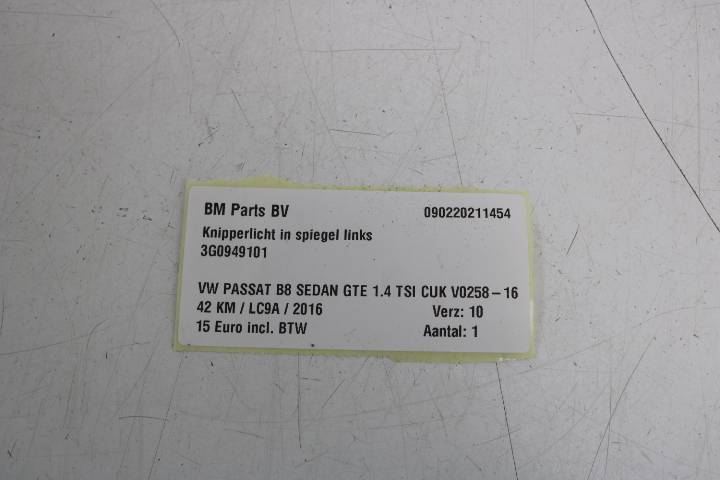 BM Parts BV 090220211454
Knipperlicht in spiegel links
3G0949101
VW PASSAT B8 SEDAN GTE 1.4 TSI CUK V0258-16
42 KM / LC9A / 2016 Verz: 10
15 Euro incl. BTW Aantal: 1